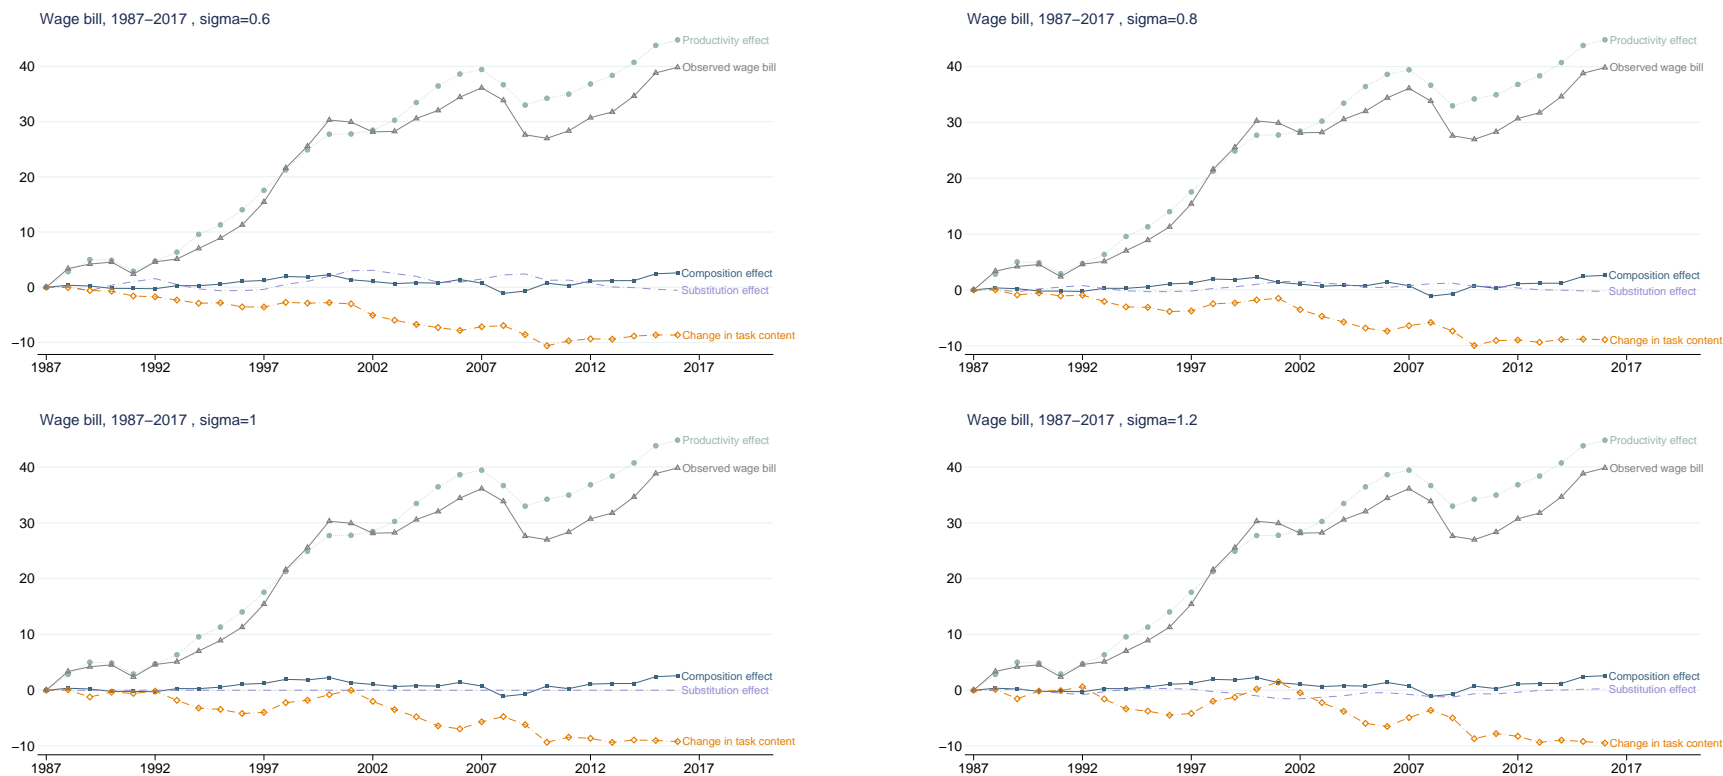 Wage bill, 1987−2017 , sigma=0.6
Productivity effect
Observed wage bill
40
30
20
10
0
−10
Composition effect
Substitution effect
Change in task content
1987 1992 1997 2002 2007 2012 2017
Wage bill, 1987−2017 , sigma=0.8
Productivity effect
Observed wage bill
40
30
20
10
0
−10
Composition effect
Substitution effect
Change in task content
1987 1992 1997 2002 2007 2012 2017
Wage bill, 1987−2017 , sigma=1
Productivity effect
Observed wage bill
40
30
20
10
0
−10
Composition effect
Substitution effect
Change in task content
1987 1992 1997 2002 2007 2012 2017
Wage bill, 1987−2017 , sigma=1.2
Productivity effect
Observed wage bill
40
30
20
10
0
−10
Composition effect
Substitution effect
Change in task content
1987 1992 1997 2002 2007 2012 2017